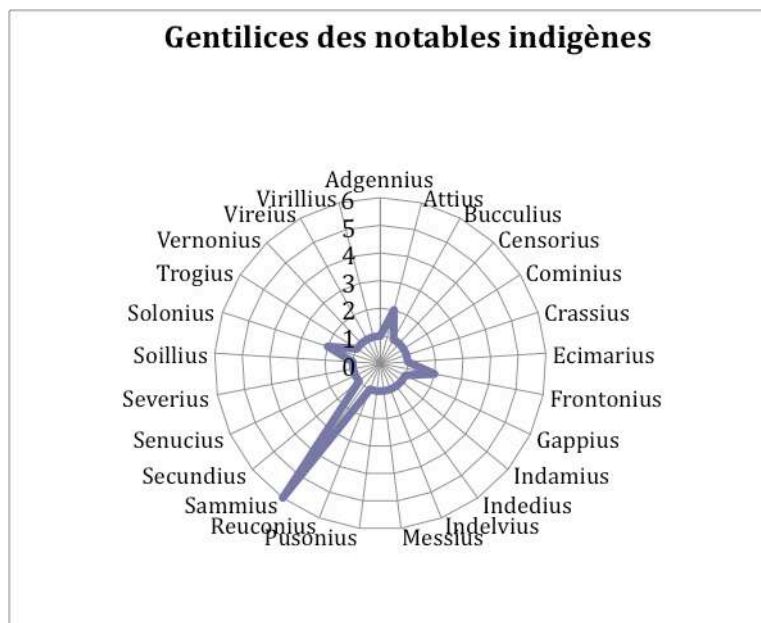 Gentilices des notables indigènes
Adgennius
Attius
Bucculius
Censorius
Cominius
Crassius
Ecimarius
Frontonius
Gappius
Indamius
Indedius
Indelvius
Messius
Pusonius
Reuconius
Sammius
Secundius
Senucius
Severius
Soillius
Solonius
Trogius
Vernonius
Vireius
Virillius
6
5
4
3
2
1
0